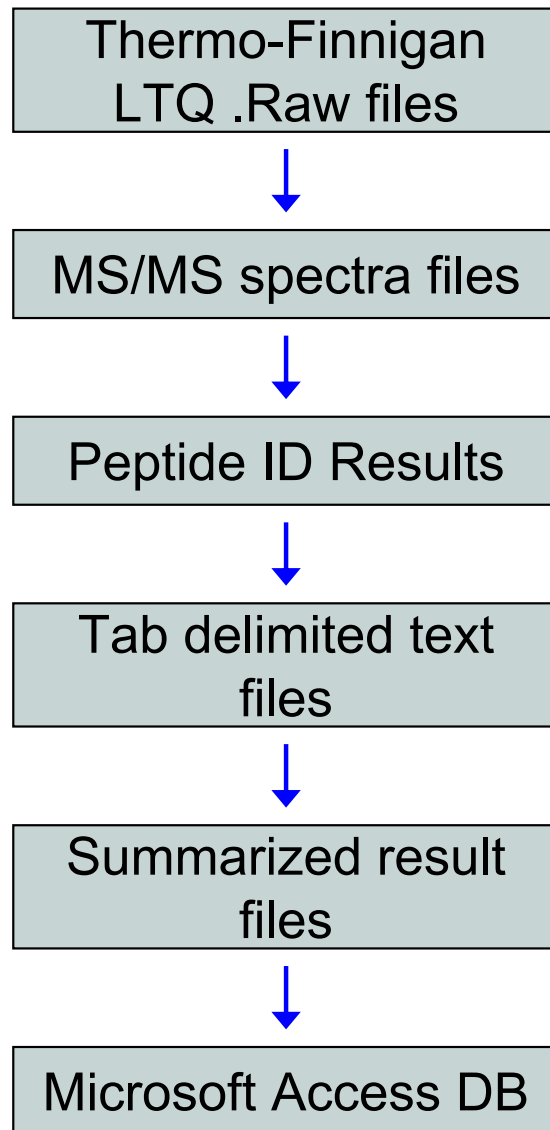 Thermo-Finnigan
LTQ .Raw files
MS/MS spectra files
Peptide ID Results
Tab delimited text
files
Summarized result
files
Microsoft Access DB